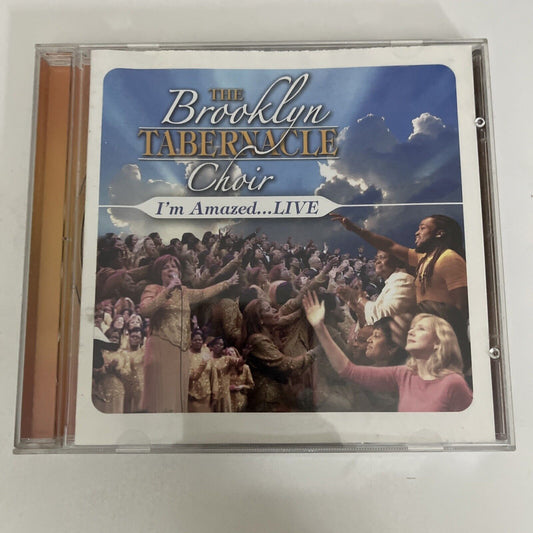 THE
Brooklyn
TABERNACLE
Choir
I'm Amazed...LIVE